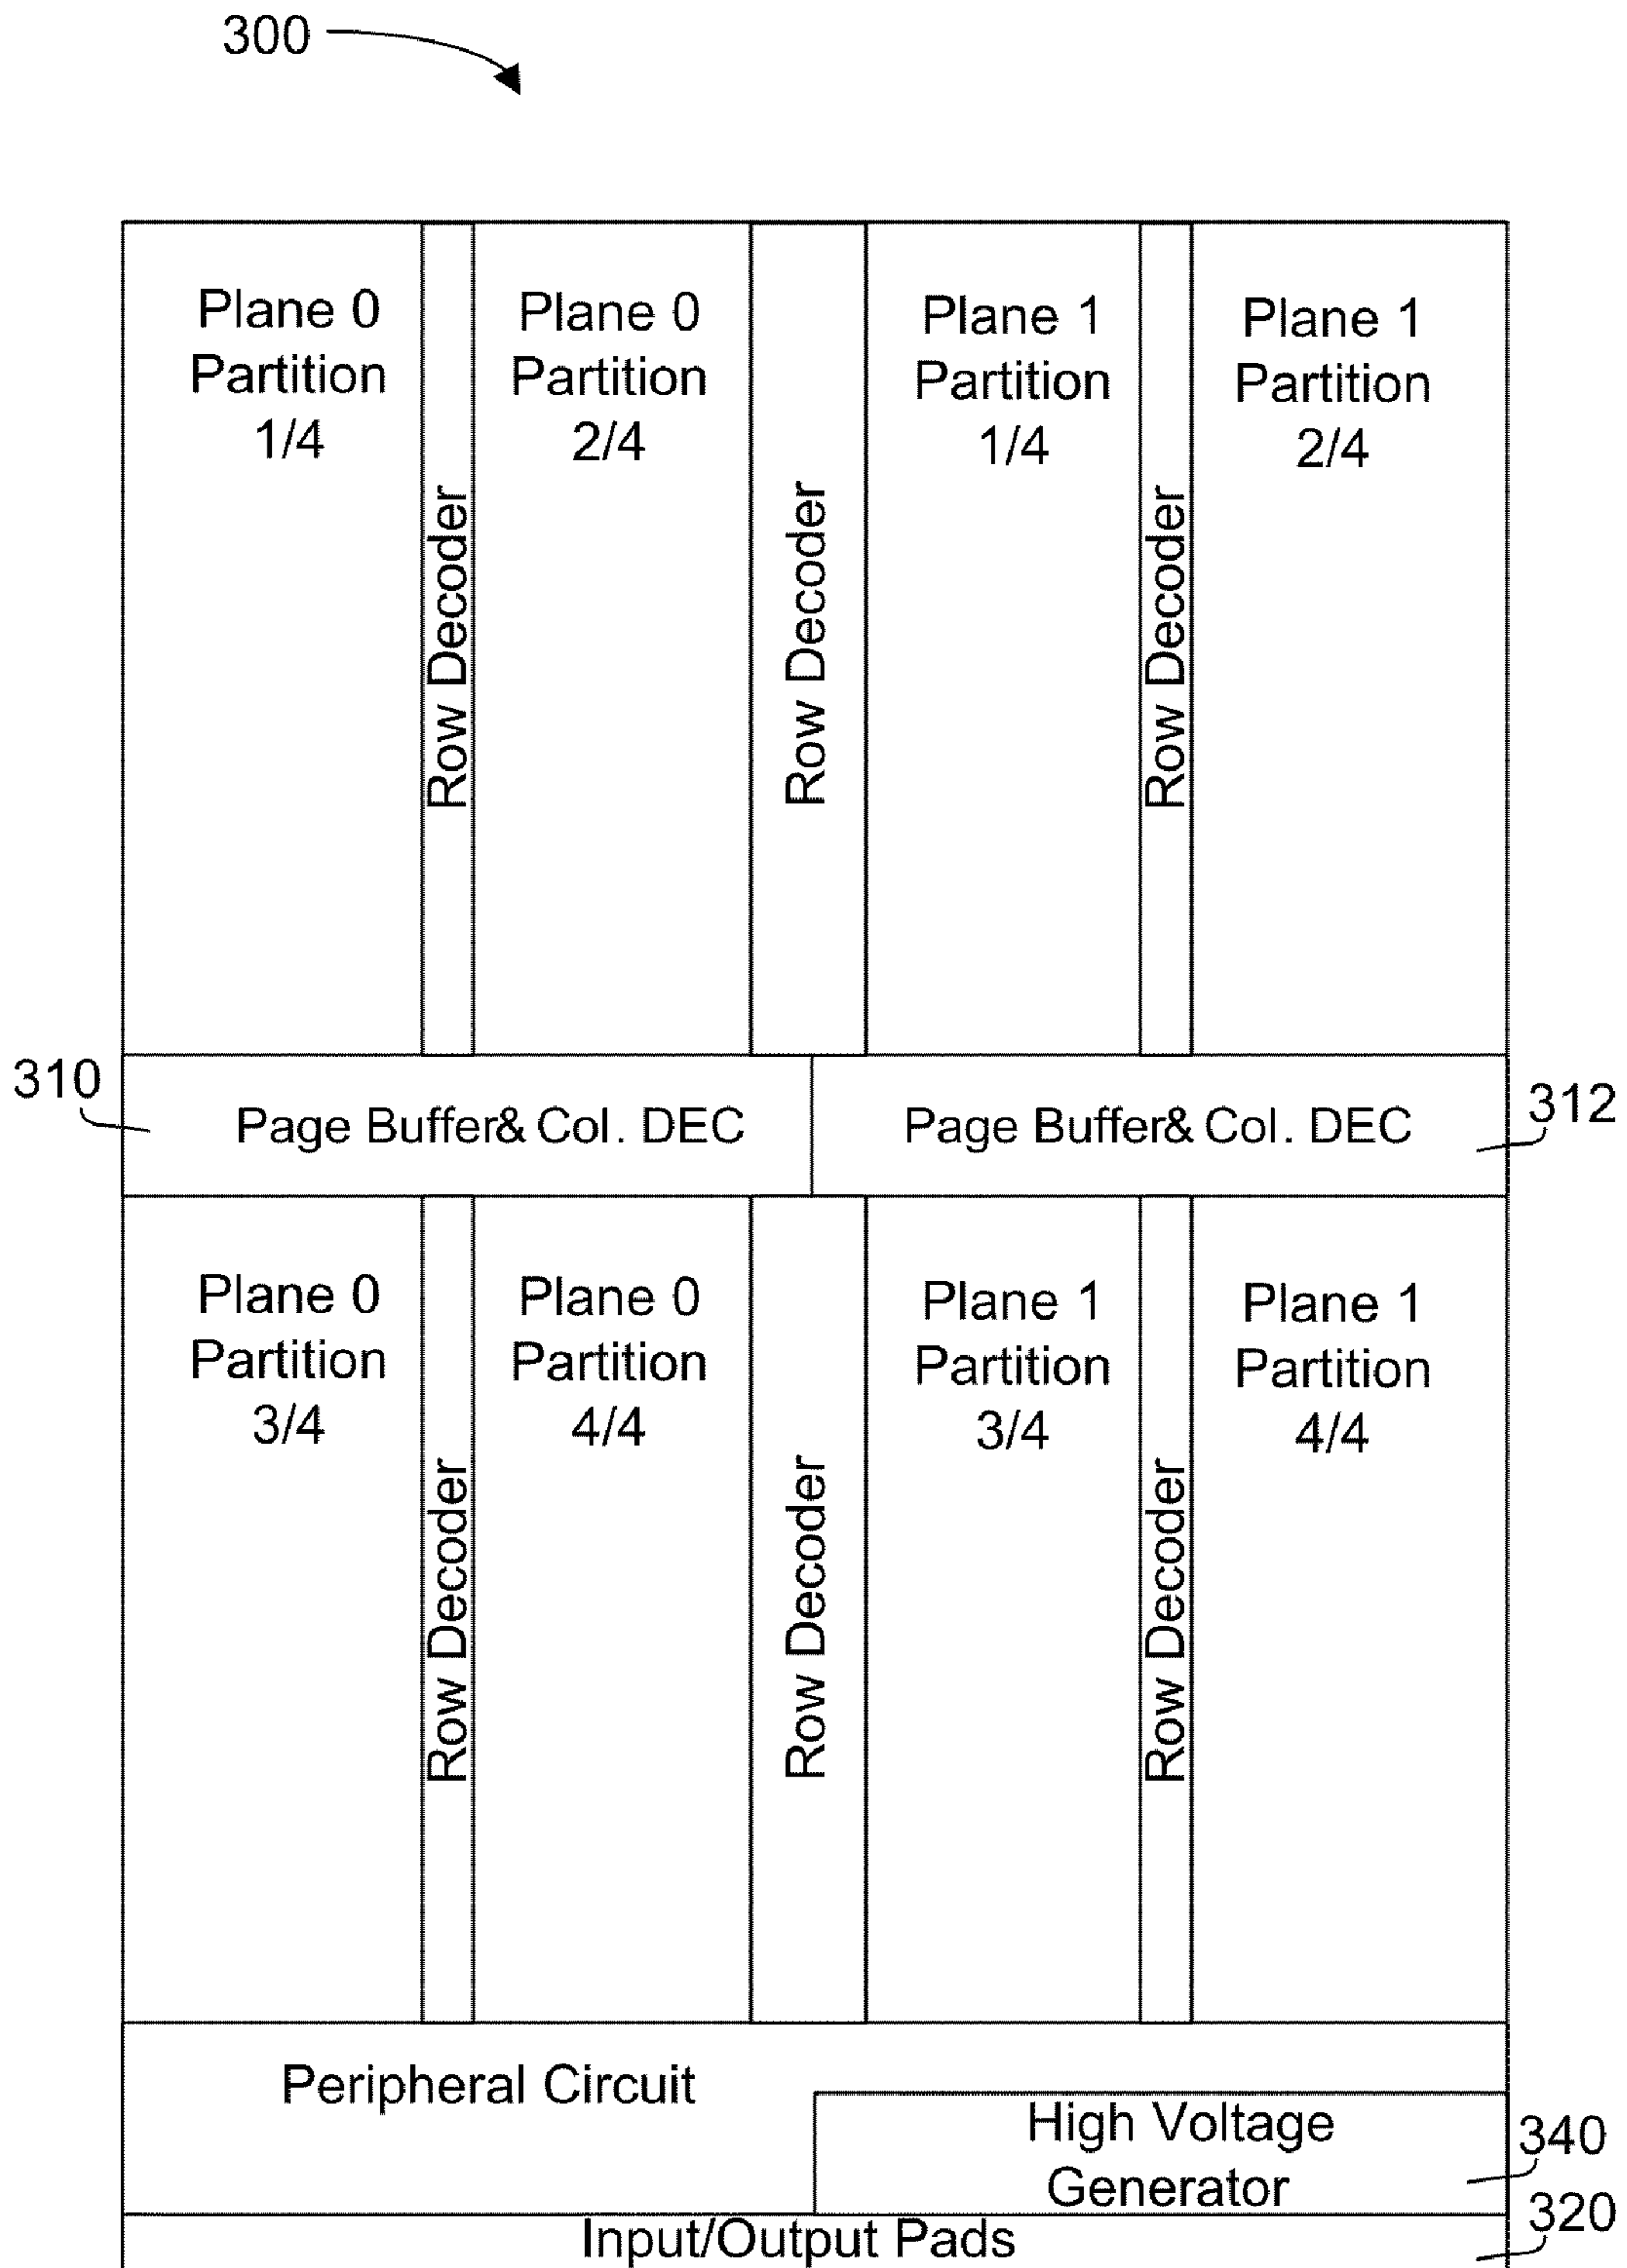 300
Plane 0
Partition
1/4
Row Decoder
Plane 0
Partition
2/4
Row Decoder
Plane 1
Partition
1/4
Row Decoder
Plane 1
Partition
2/4
310
Page Buffer& Col. DEC
Page Buffer& Col. DEC
312
Plane 0
Partition
3/4
Row Decoder
Plane 0
Partition
4/4
Row Decoder
Plane 1
Partition
3/4
Row Decoder
Plane 1
Partition
4/4
Peripheral Circuit
High Voltage
Generator
340
Input/Output Pads
320